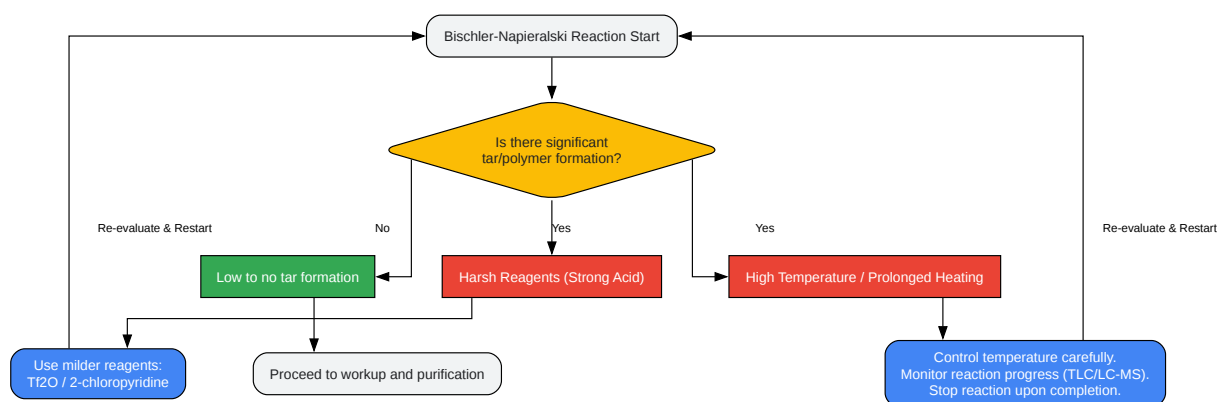 Bischler-Napieralski Reaction Start
Is there significant
tar/polymer formation?
Re-evaluate & Restart
No
Yes
Yes
Re-evaluate & Restart
Low to no tar formation
Harsh Reagents (Strong Acid)
High Temperature / Prolonged Heating
Use milder reagents:
Tf2O / 2-chloropyridine
Proceed to workup and purification
Control temperature carefully.
Monitor reaction progress (TLC/LC-MS).
Stop reaction upon completion.